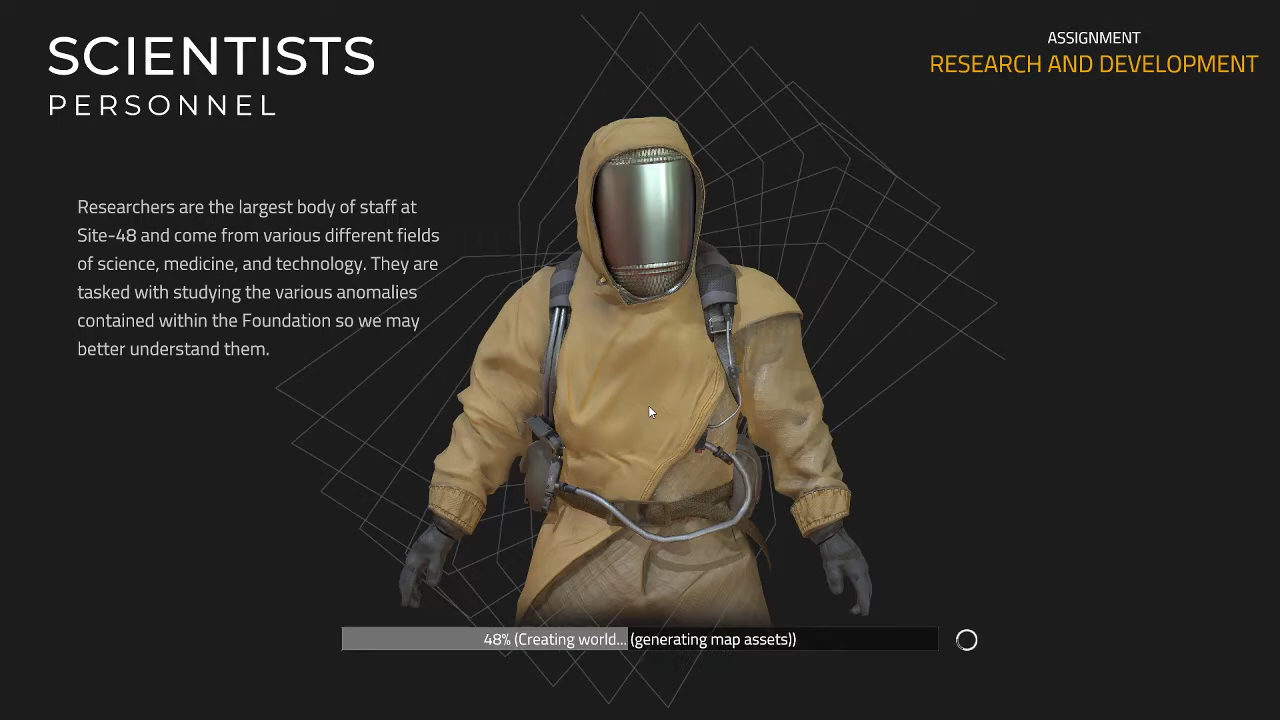 SCIENTISTS
PERSONNEL
ASSIGNMENT
RESEARCH AND DEVELOPMENT
Researchers are the largest body of staff at
Site-48 and come from various different fields
of science, medicine, and technology. They are
tasked with studying the various anomalies
contained within the Foundation so we may
better understand them.
48% (Creating world... (generating map assets))